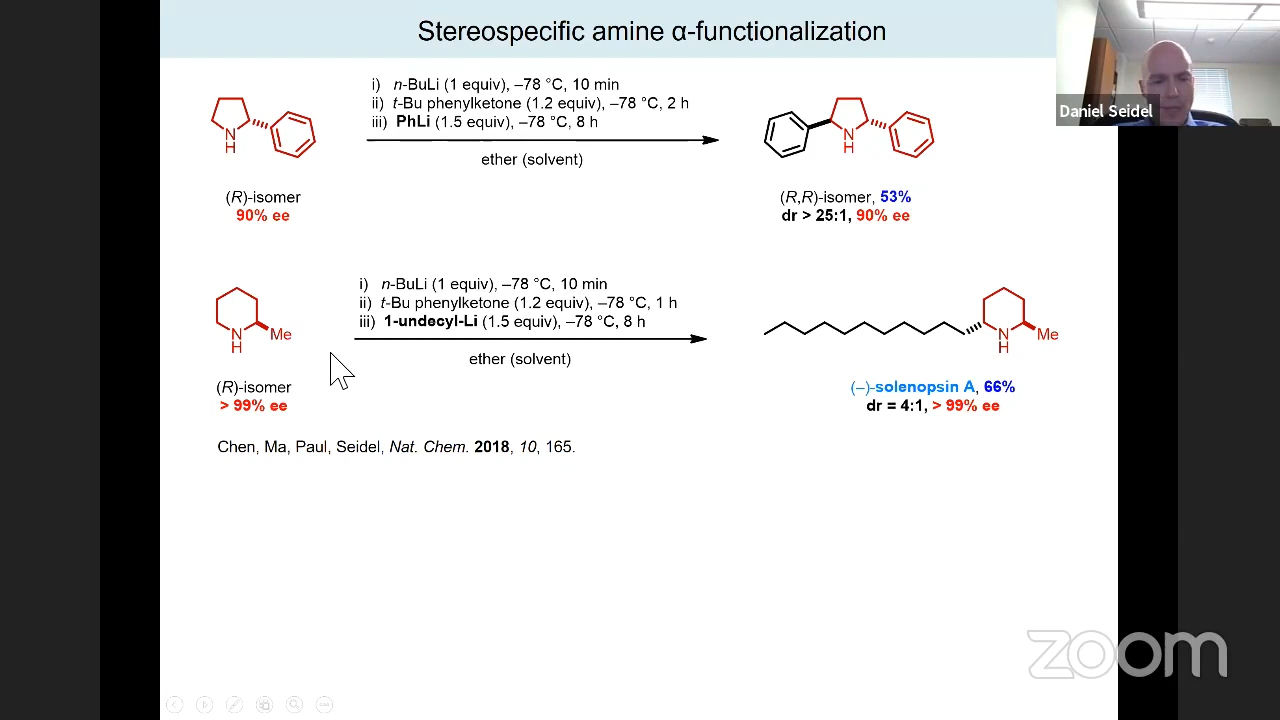 Stereospecific amine α-functionalization
Daniel Seidel
i) n-BuLi (1 equiv), –78 °C, 10 min
ii) t-Bu phenylketone (1.2 equiv), –78 °C, 2 h
iii) PhLi (1.5 equiv), –78 °C, 8 h
ether (solvent)
N
H
N
H
(R)-isomer
90% ee
(R,R)-isomer, 53%
dr > 25:1, 90% ee
i) n-BuLi (1 equiv), –78 °C, 10 min
ii) t-Bu phenylketone (1.2 equiv), –78 °C, 1 h
iii) 1-undecyl-Li (1.5 equiv), –78 °C, 8 h
ether (solvent)
N Me
H
N Me
H
(R)-isomer
> 99% ee
(–)-solenopsin A, 66%
dr = 4:1, > 99% ee
Chen, Ma, Paul, Seidel, Nat. Chem. 2018, 10, 165.
zoom